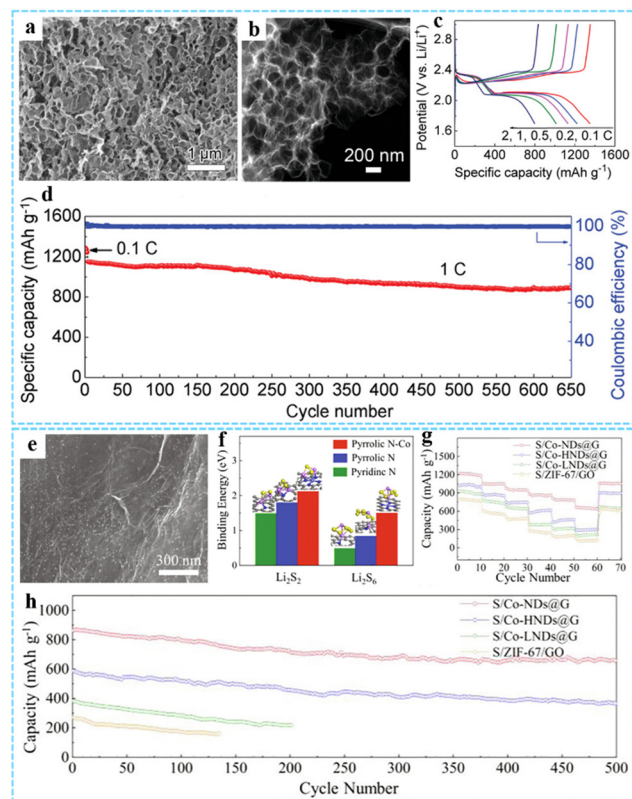 a
1 μm
b
200 nm
c
Potential (V vs. Li/Li⁺)
2.8
2.4
2.0
1.6
2, 1, 0.5, 0.2, 0.1 C
0 400 800 1200 1600
Specific capacity (mAh g⁻¹)
d
Specific capacity (mAh g⁻¹)
1600
1200
800
400
0
0.1 C
1 C
100
80
60
40
Coulombic efficiency (%)
0 50 100 150 200 250 300 350 400 450 500 550 600 650
Cycle number
e
300 nm
f
Binding Energy (eV)
3
2
1
0
Pyrrolic N-Co
Pyrrolic N
Pyridinc N
Li₂S₂ Li₂S₆
g
S/Co-NDs@G
S/Co-HNDs@G
S/Co-LNDs@G
S/ZIF-67/GO
Capacity (mAh g⁻¹)
1200
900
600
300
0
0 10 20 30 40 50 60 70
Cycle Number
h
S/Co-NDs@G
S/Co-HNDs@G
S/Co-LNDs@G
S/ZIF-67/GO
Capacity (mAh g⁻¹)
1000
800
600
400
200
0 50 100 150 200 250 300 350 400 450 500
Cycle Number